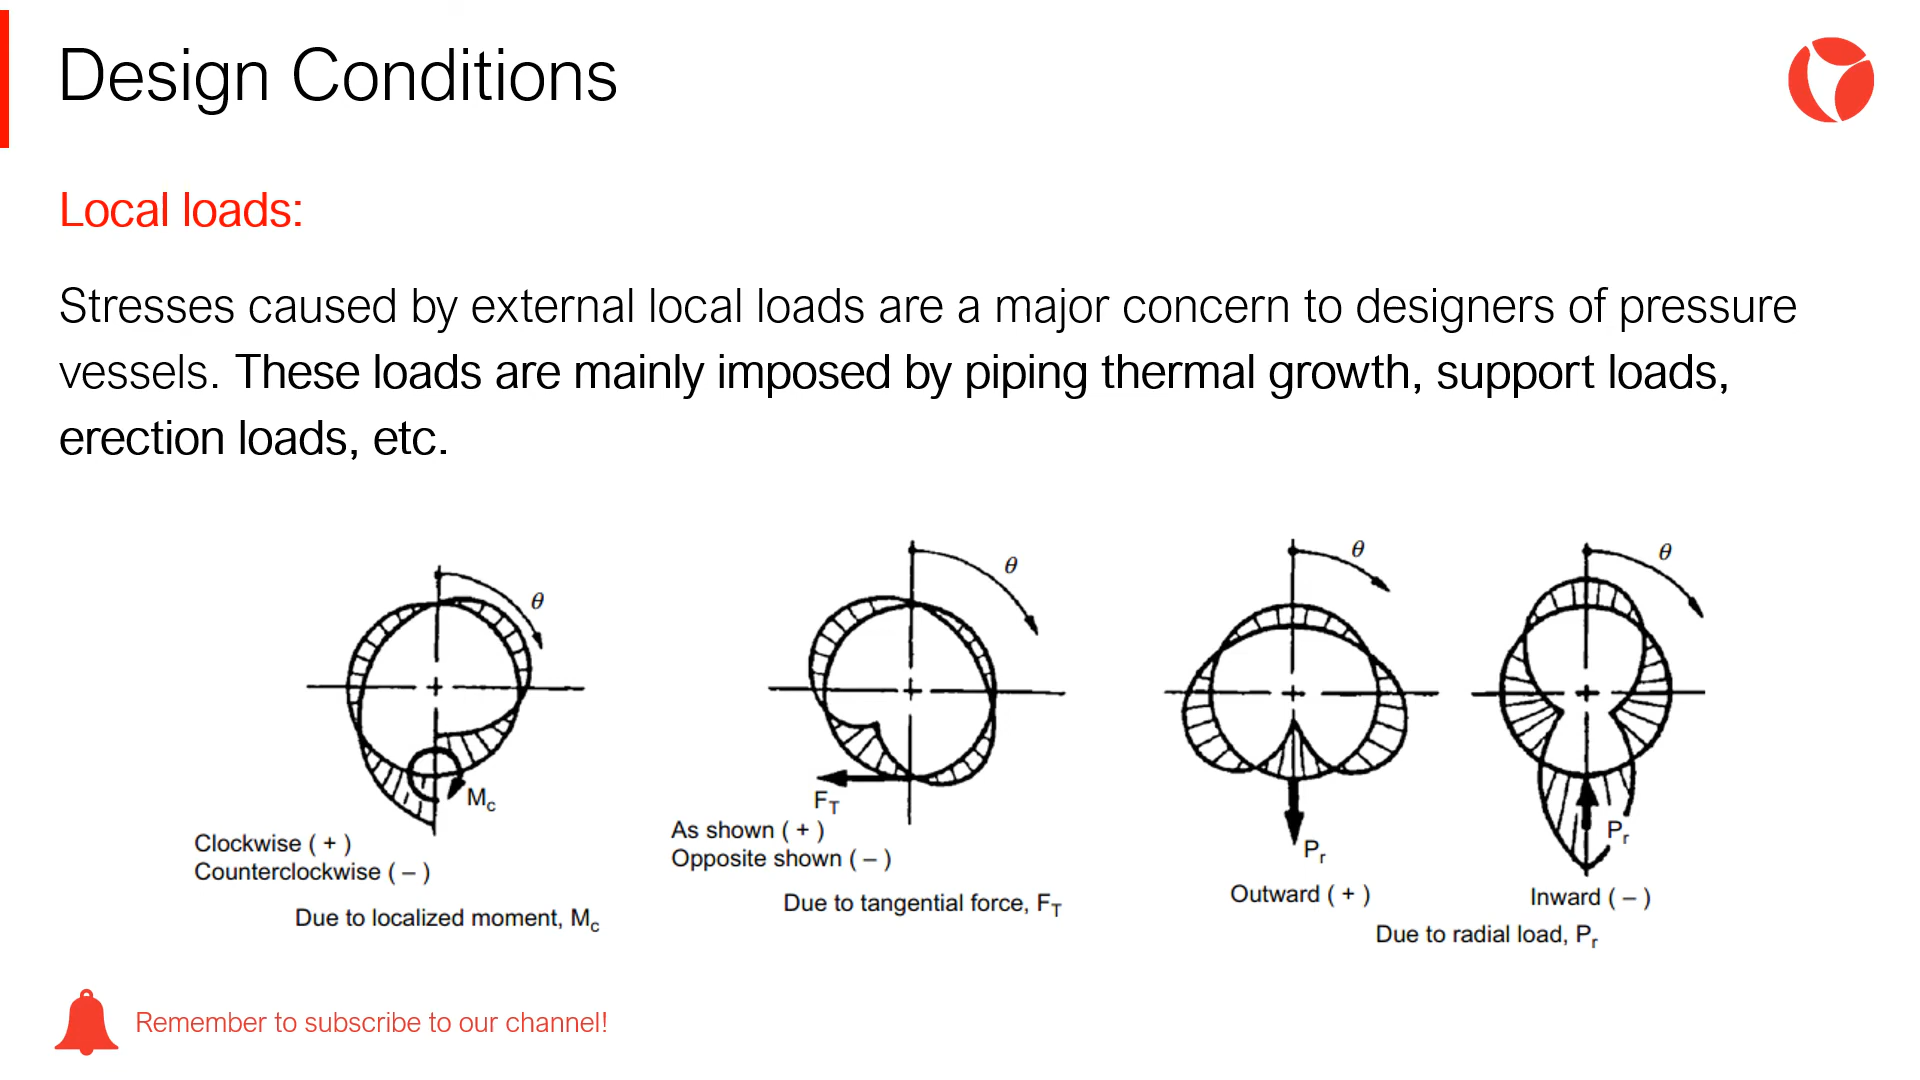 Design Conditions
Local loads:
Stresses caused by external local loads are a major concern to designers of pressure
vessels. These loads are mainly imposed by piping thermal growth, support loads,
erection loads, etc.
θ
Mc
Clockwise ( + )
Counterclockwise ( – )
Due to localized moment, Mc
θ
FT
As shown ( + )
Opposite shown ( – )
Due to tangential force, FT
θ
Pr
Outward ( + )
θ
Pr
Inward ( – )
Due to radial load, Pr
Remember to subscribe to our channel!